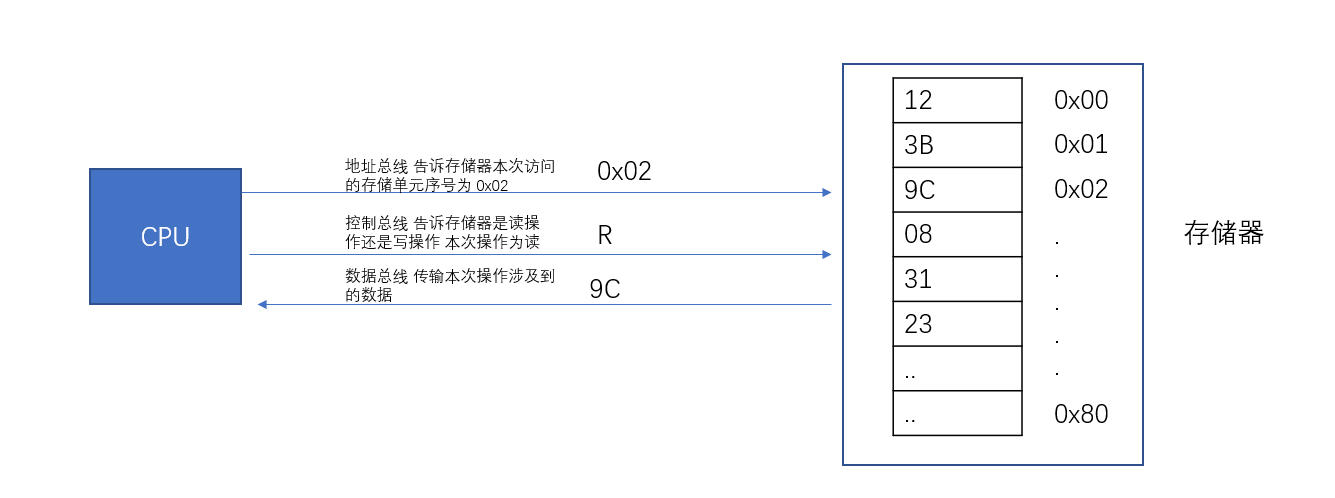 CPU
地址总线 告诉存储器本次访问
的存储单元序号为 0x02
0x02
控制总线 告诉存储器是读操
作还是写操作 本次操作为读
R
数据总线 传输本次操作涉及到
的数据
9C
12 0x00
3B 0x01
9C 0x02
08 .
31 .
23 .
.. .
.. .
0x80
存储器